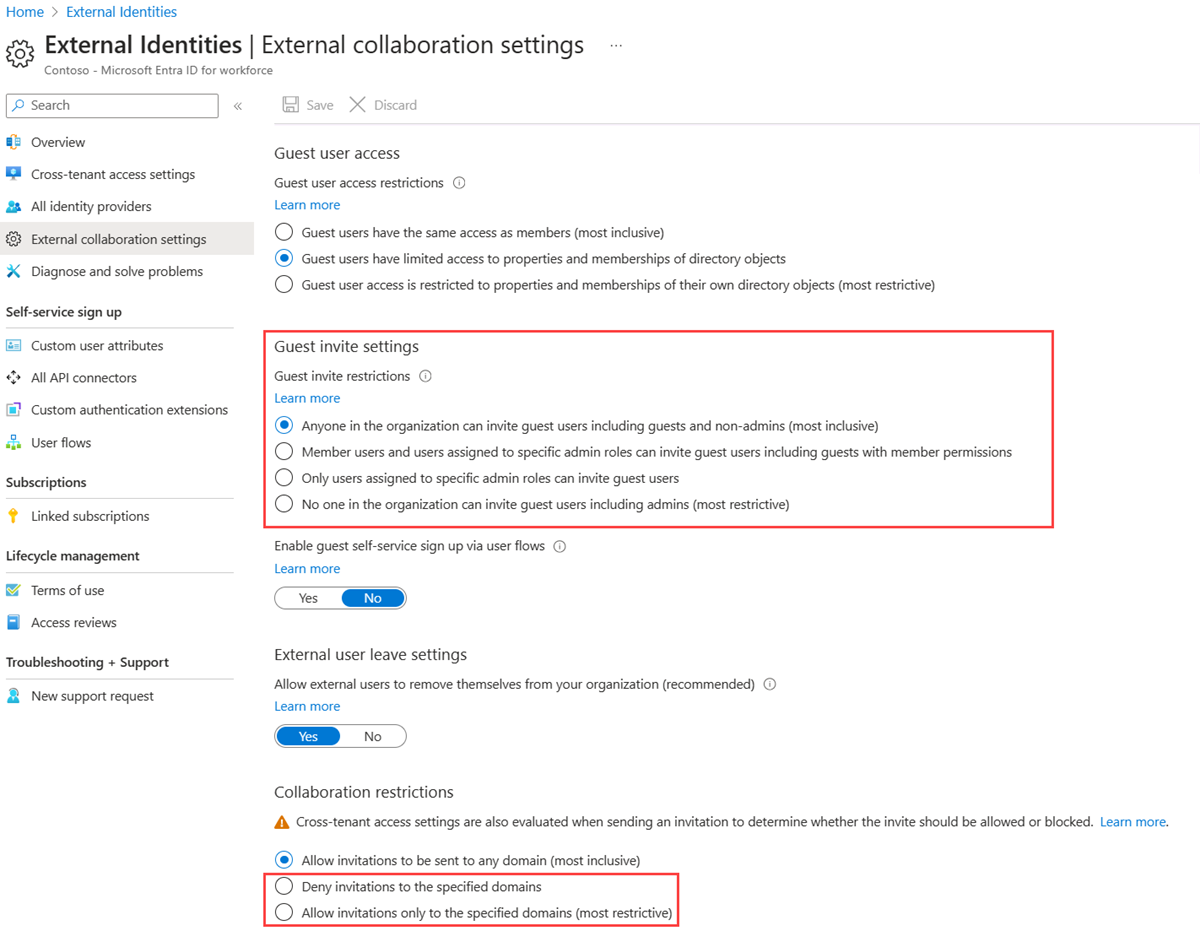 Home > External Identities
External Identities | External collaboration settings ...
Contoso - Microsoft Entra ID for workforce
Search «
Overview
Cross-tenant access settings
All identity providers
External collaboration settings
Diagnose and solve problems
Self-service sign up
Custom user attributes
All API connectors
Custom authentication extensions
User flows
Subscriptions
Linked subscriptions
Lifecycle management
Terms of use
Access reviews
Troubleshooting + Support
New support request
Save Discard
Guest user access
Guest user access restrictions
Learn more
Guest users have the same access as members (most inclusive)
Guest users have limited access to properties and memberships of directory objects
Guest user access is restricted to properties and memberships of their own directory objects (most restrictive)
Guest invite settings
Guest invite restrictions
Learn more
Anyone in the organization can invite guest users including guests and non-admins (most inclusive)
Member users and users assigned to specific admin roles can invite guest users including guests with member permissions
Only users assigned to specific admin roles can invite guest users
No one in the organization can invite guest users including admins (most restrictive)
Enable guest self-service sign up via user flows
Learn more
Yes No
External user leave settings
Allow external users to remove themselves from your organization (recommended)
Learn more
Yes No
Collaboration restrictions
Cross-tenant access settings are also evaluated when sending an invitation to determine whether the invite should be allowed or blocked. Learn more.
Allow invitations to be sent to any domain (most inclusive)
Deny invitations to the specified domains
Allow invitations only to the specified domains (most restrictive)